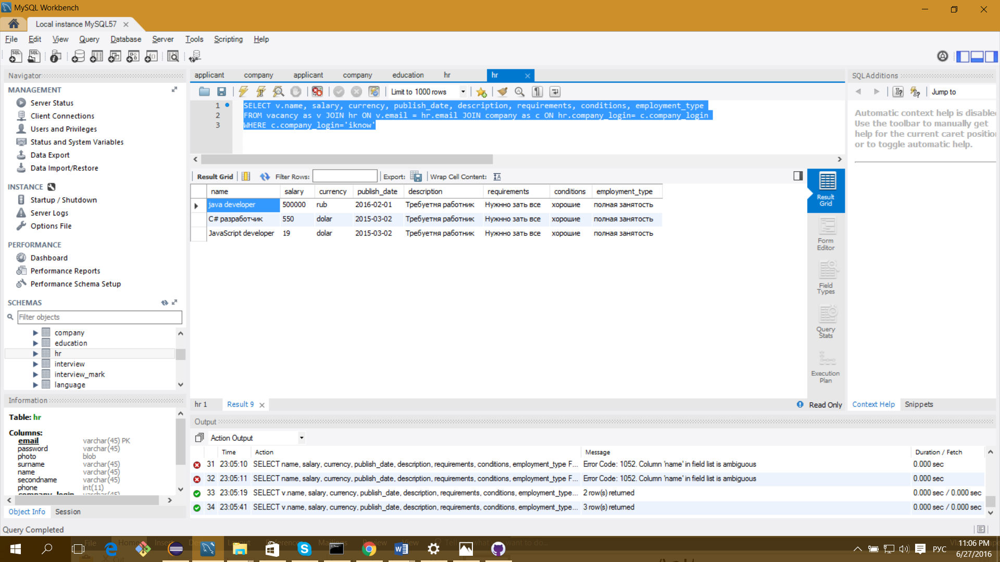 MySQL Workbench
Local instance MySQL57
File Edit View Query Database Server Tools Scripting Help
Navigator
MANAGEMENT
Server Status
Client Connections
Users and Privileges
Status and System Variables
Data Export
Data Import/Restore
INSTANCE
Startup / Shutdown
Server Logs
Options File
PERFORMANCE
Dashboard
Performance Reports
Performance Schema Setup
SCHEMAS
Filter objects
company
education
hr
interview
interview_mark
language
Information
Table: hr
Columns:
email varchar(45) PK
password varchar(45)
photo blob
surname varchar(45)
name varchar(45)
secondname varchar(45)
phone int(11)
company_login varchar(45)
Object Info Session
Query Completed
applicant company applicant company education hr hr
Limit to 1000 rows
1 SELECT v.name, salary, currency, publish_date, description, requirements, conditions, employment_type
2 FROM vacancy as v JOIN hr ON v.email = hr.email JOIN company as c ON hr.company_login= c.company_login
3 WHERE c.company_login='iknow'
Result Grid Filter Rows: Export: Wrap Cell Content:
name salary currency publish_date description requirements conditions employment_type
java developer 500000 rub 2016-02-01 Требуетмя работник Нужнно зать все хорошие полная занятость
C# разработчик 550 dolar 2015-03-02 Требуетмя работник Нужнно зать все хорошие полная занятость
JavaScript developer 19 dolar 2015-03-02 Требуетмя работник Нужнно зать все хорошие полная занятость
Result Grid
Form Editor
Field Types
Query Stats
Execution Plan
hr 1 Result 9 Read Only
SQLAdditions
Jump to
Automatic context help is disable
Use the toolbar to manually get
help for the current caret positio
or to toggle automatic help.
Context Help Snippets
Output
Action Output
Time Action Message Duration / Fetch
31 23:05:10 SELECT name, salary, currency, publish_date, description, requirements, conditions, employment_type F... Error Code: 1052. Column 'name' in field list is ambiguous 0.000 sec
32 23:05:11 SELECT name, salary, currency, publish_date, description, requirements, conditions, employment_type F... Error Code: 1052. Column 'name' in field list is ambiguous 0.000 sec
33 23:05:19 SELECT v.name, salary, currency, publish_date, description, requirements, conditions, employment_type... 2 row(s) returned 0.000 sec / 0.000 sec
34 23:05:41 SELECT v.name, salary, currency, publish_date, description, requirements, conditions, employment_type... 3 row(s) returned 0.000 sec / 0.000 sec
РУС
11:06 PM
6/27/2016